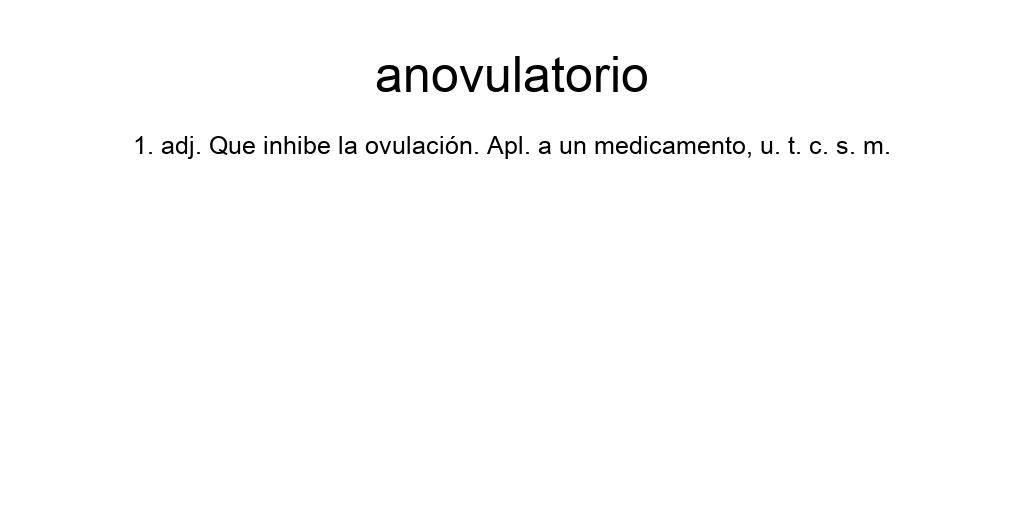 anovulatorio
1. adj. Que inhibe la ovulación. Apl. a un medicamento, u. t. c. s. m.